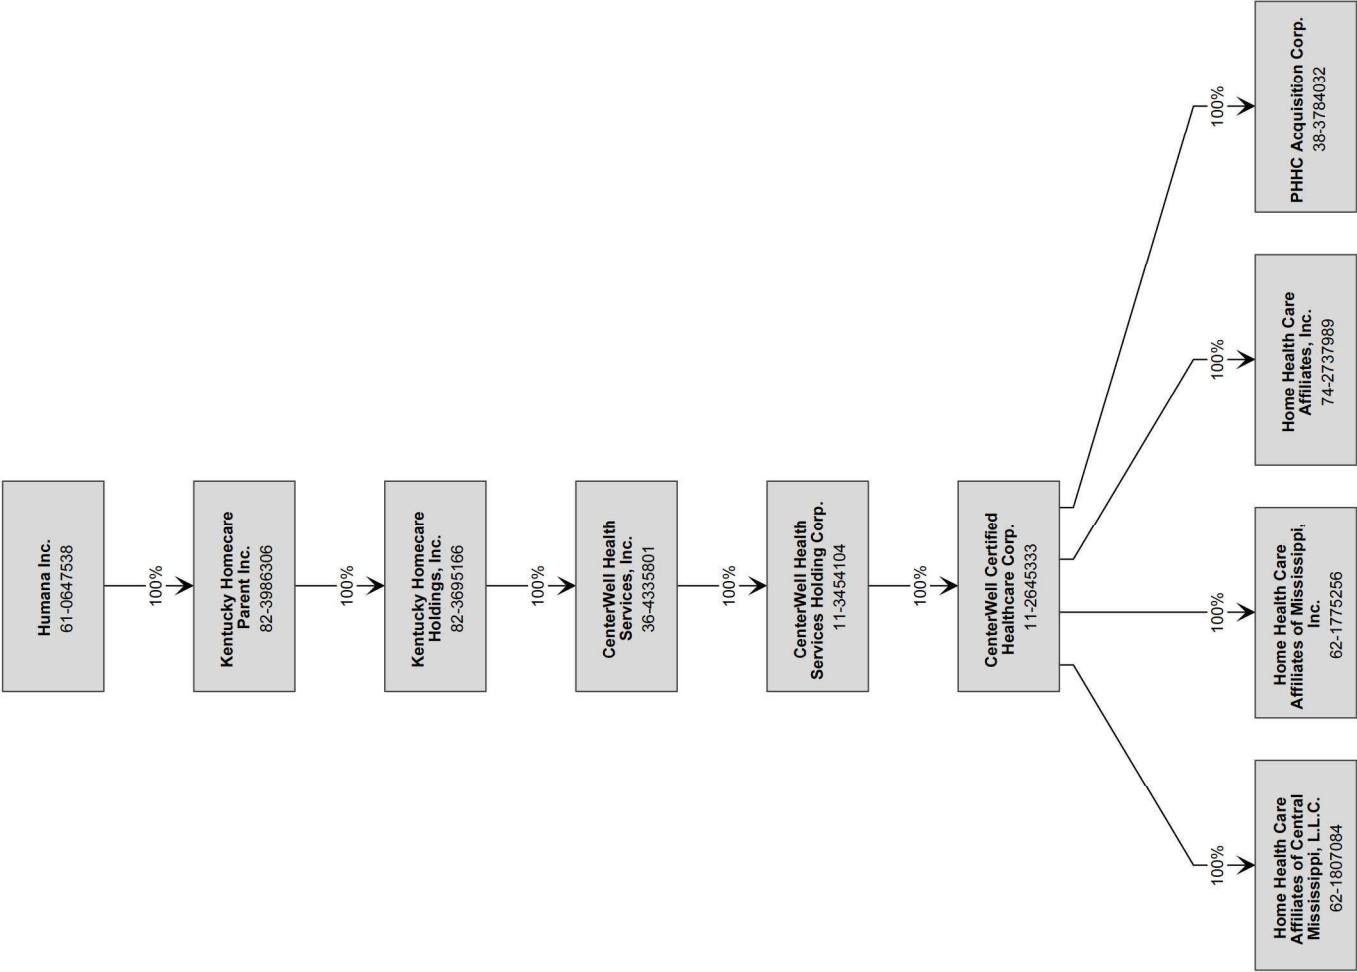 Humana Inc.
61-0647538
100%
Kentucky Homecare
Parent Inc.
82-3986306
100%
Kentucky Homecare
Holdings, Inc.
82-3695166
100%
CenterWell Health
Services, Inc.
36-4335801
100%
CenterWell Health
Services Holding Corp.
11-3454104
100%
CenterWell Certified
Healthcare Corp.
11-2645333
100%
100%
100%
100%
Home Health Care
Affiliates of Central
Mississippi, L.L.C.
62-1807084
Home Health Care
Affiliates of Mississippi,
Inc.
62-1775256
Home Health Care
Affiliates, Inc.
74-2737989
PHHC Acquisition Corp.
38-3784032